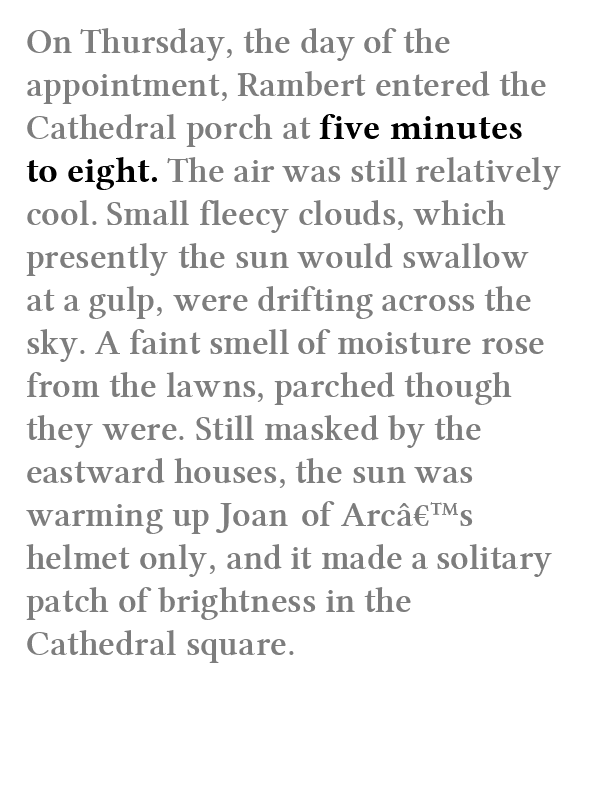 On Thursday, the day of the
appointment, Rambert entered the
Cathedral porch at five minutes
to eight. The air was still relatively
cool. Small fleecy clouds, which
presently the sun would swallow
at a gulp, were drifting across the
sky. A faint smell of moisture rose
from the lawns, parched though
they were. Still masked by the
eastward houses, the sun was
warming up Joan of Arcâ€™s
helmet only, and it made a solitary
patch of brightness in the
Cathedral square.